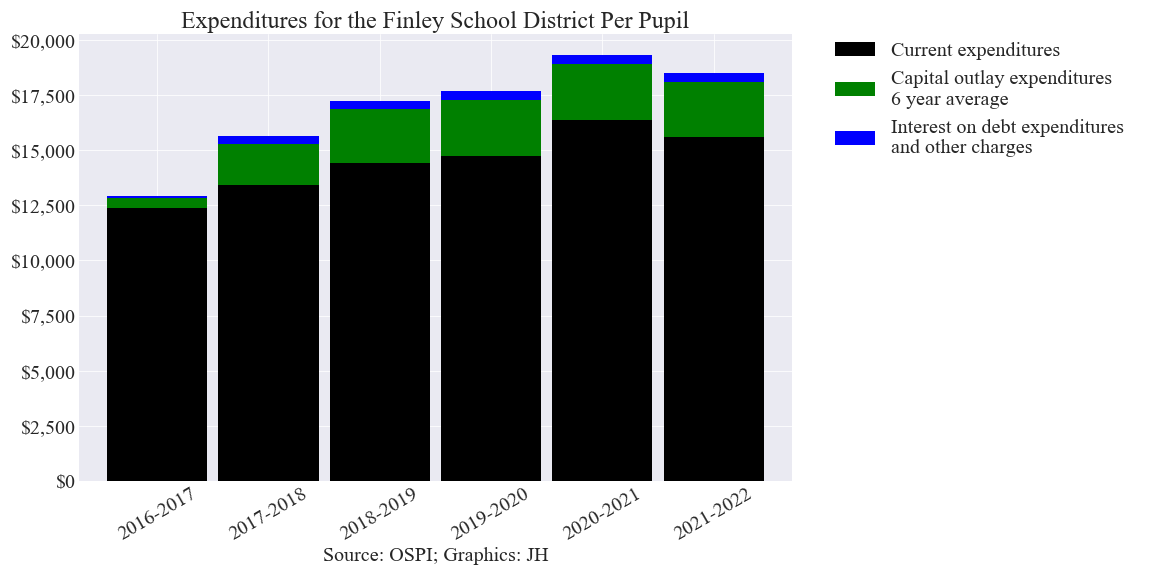 Expenditures for the Finley School District Per Pupil
$20,000
$17,500
$15,000
$12,500
$10,000
$7,500
$5,000
$2,500
$0
2016-2017
2017-2018
2018-2019
2019-2020
2020-2021
2021-2022
Source: OSPI; Graphics: JH
Current expenditures
Capital outlay expenditures
6 year average
Interest on debt expenditures
and other charges